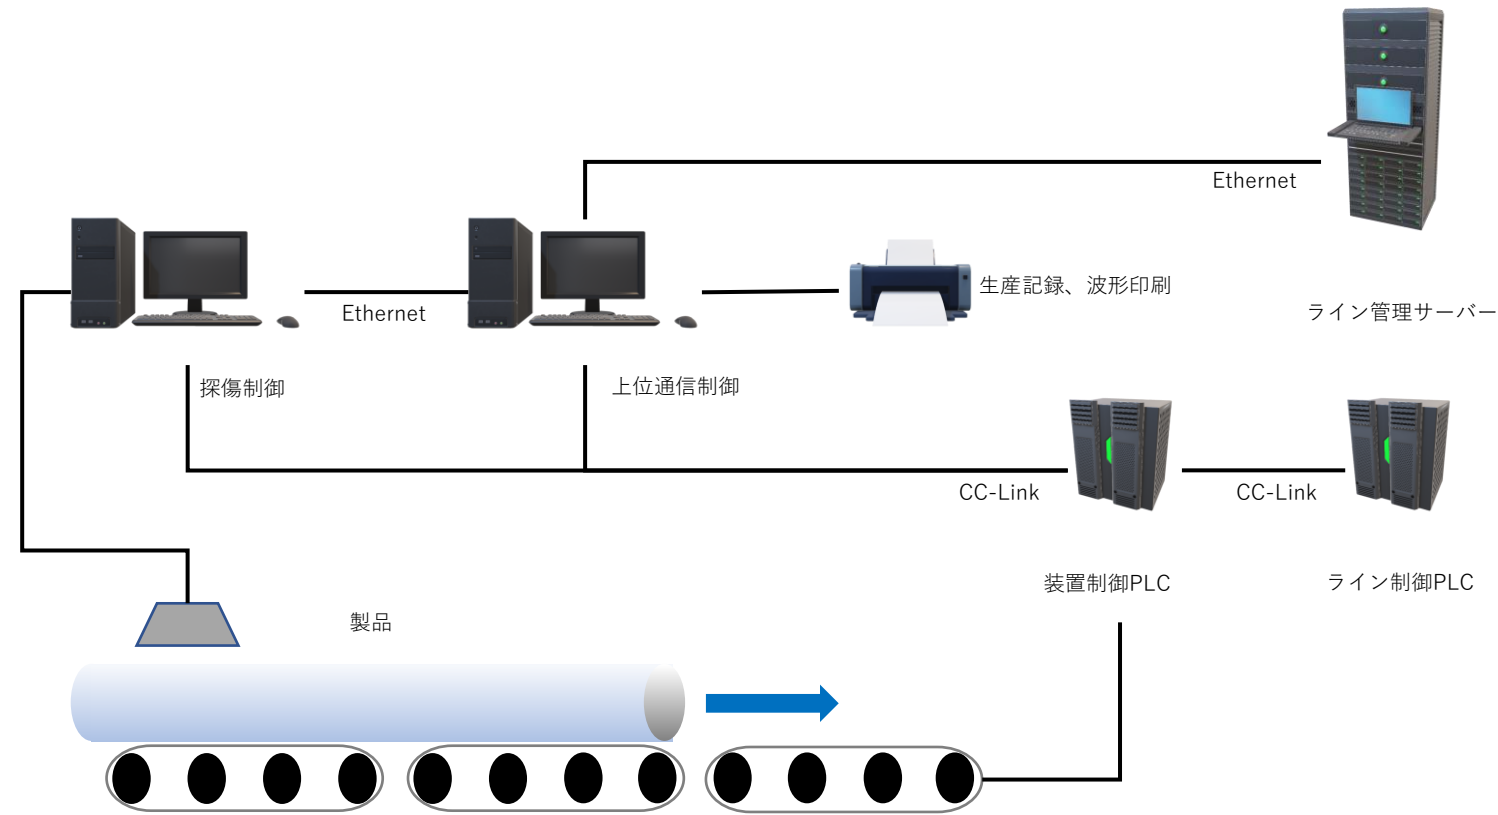 Ethernet
生産記録、波形印刷
Ethernet
ライン管理サーバー
探傷制御
上位通信制御
CC-Link
CC-Link
装置制御PLC
ライン制御PLC
製品